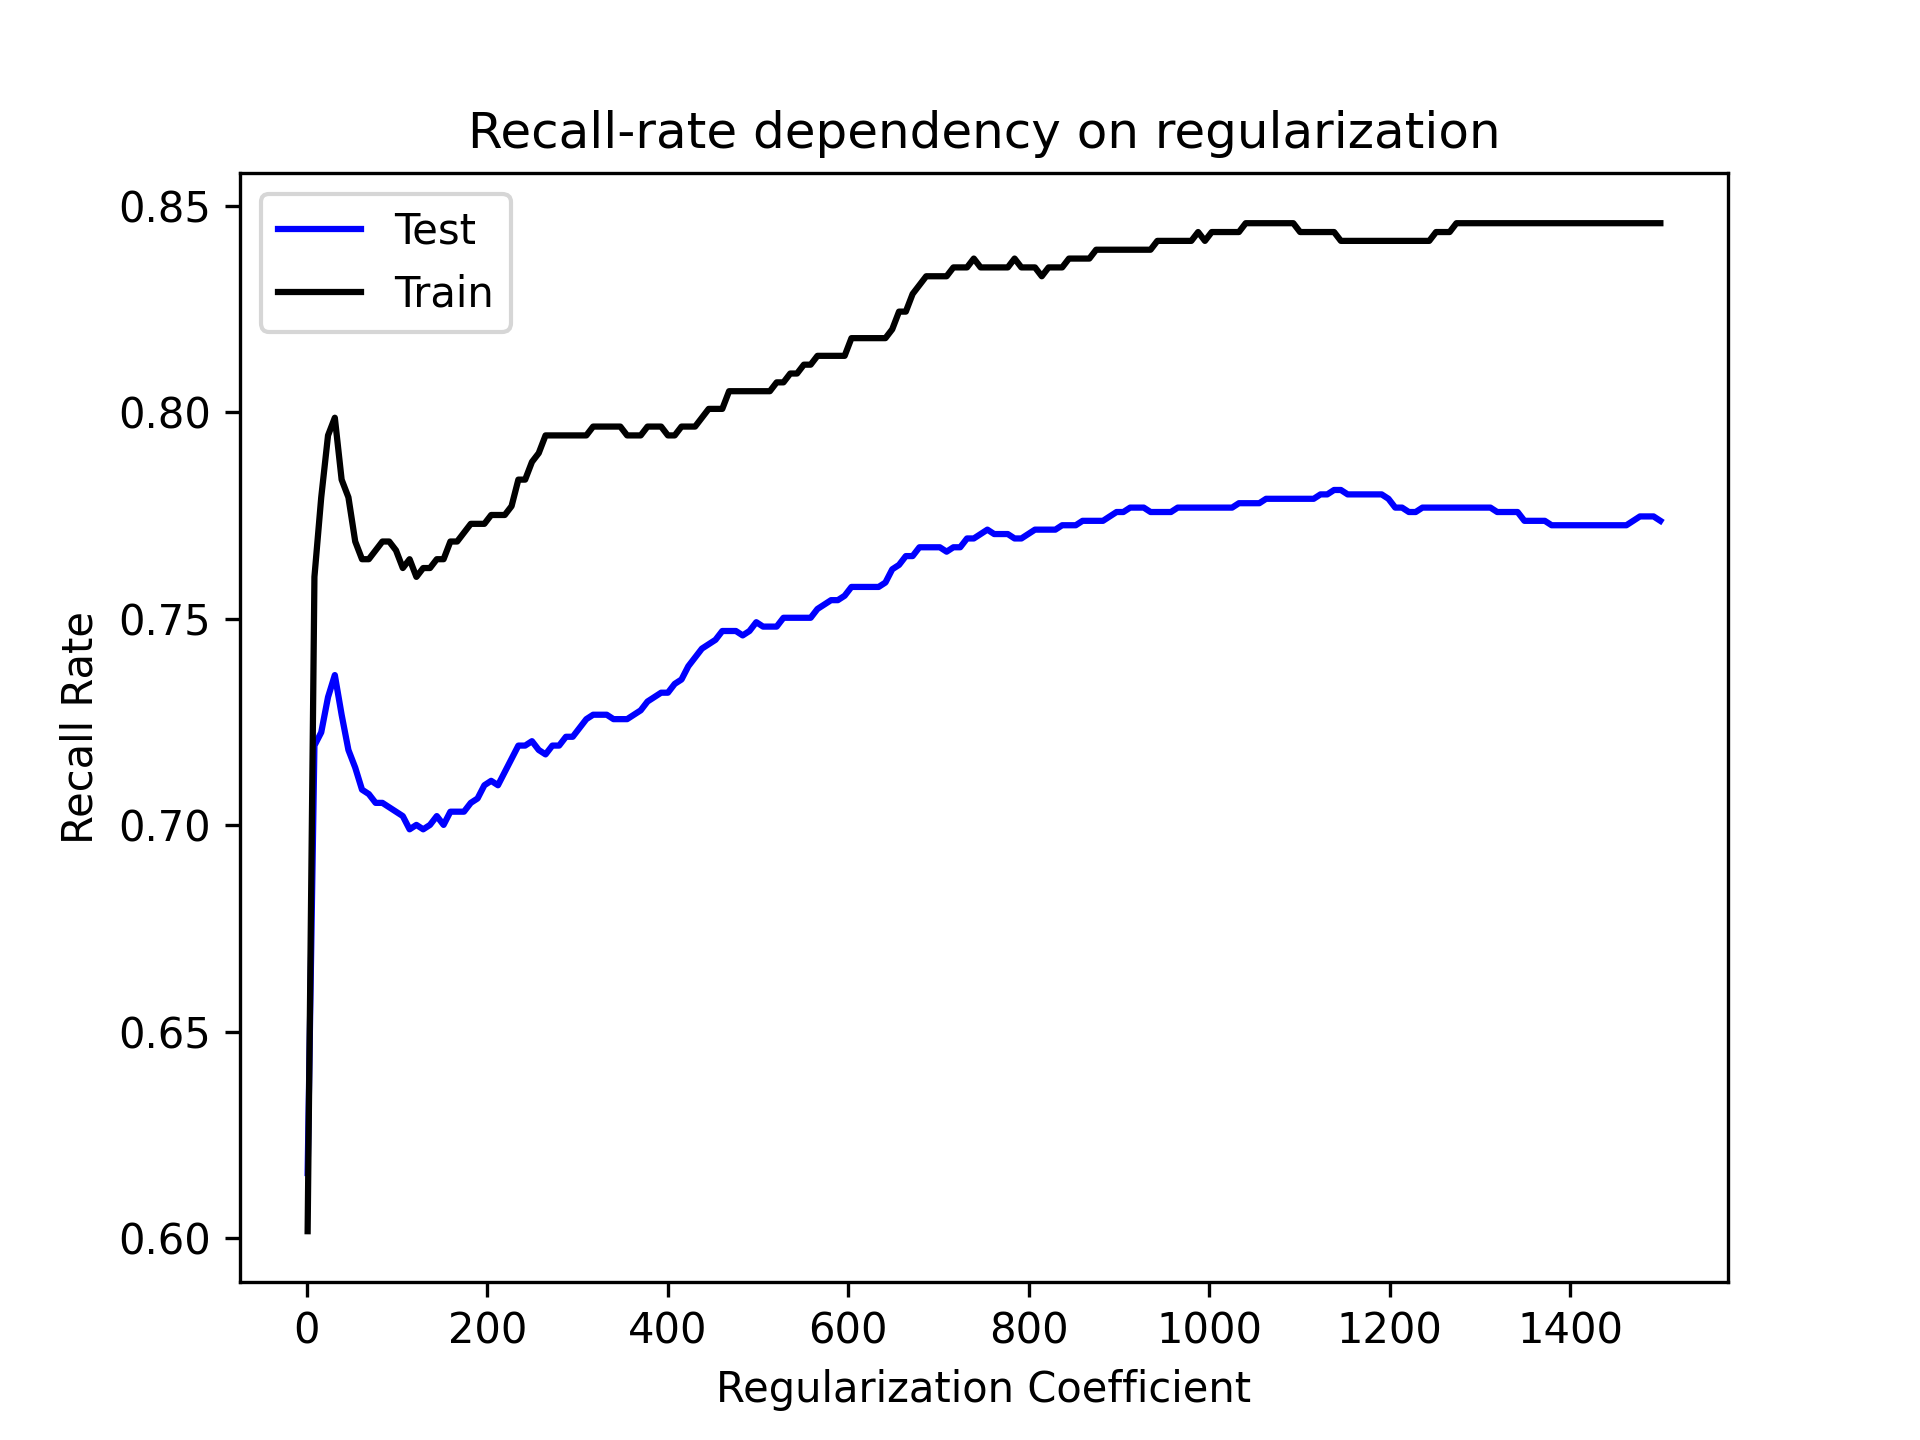 Recall-rate dependency on regularization
Test
Train
0.85
0.80
0.75
0.70
0.65
0.60
Recall Rate
0 200 400 600 800 1000 1200 1400
Regularization Coefficient